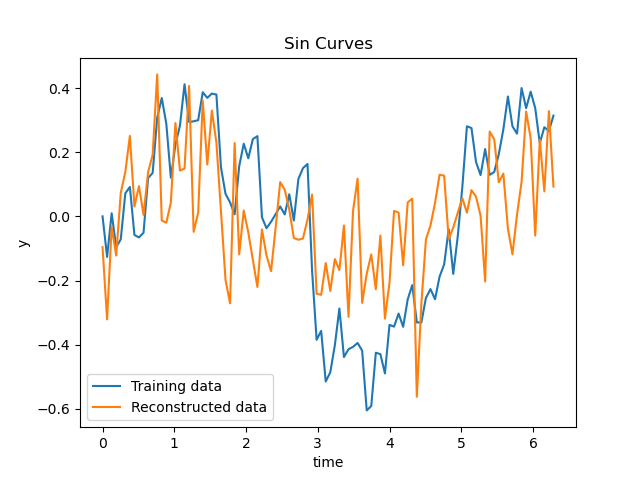 Sin Curves
0.4
0.2
0.0
−0.2
−0.4
−0.6
y
Training data
Reconstructed data
0 1 2 3 4 5 6
time